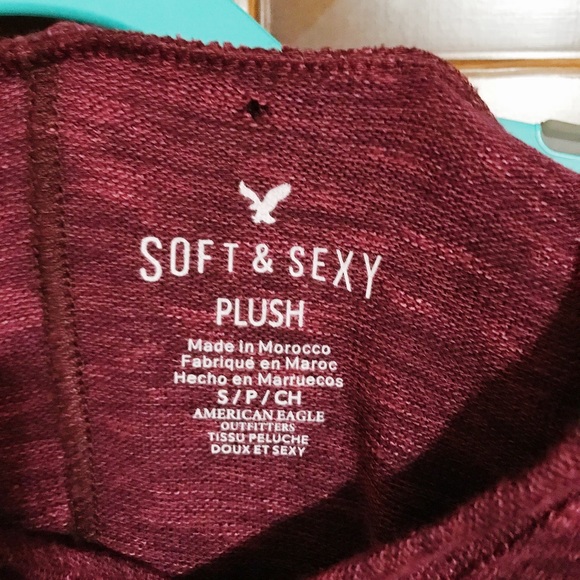 SOFT & SEXY
PLUSH
Made In Morocco
Fabriqué en Maroc
Hecho en Marruecos
S / P / CH
AMERICAN EAGLE
OUTFITTERS
TISSU PELUCHE
DOUX ET SEXY